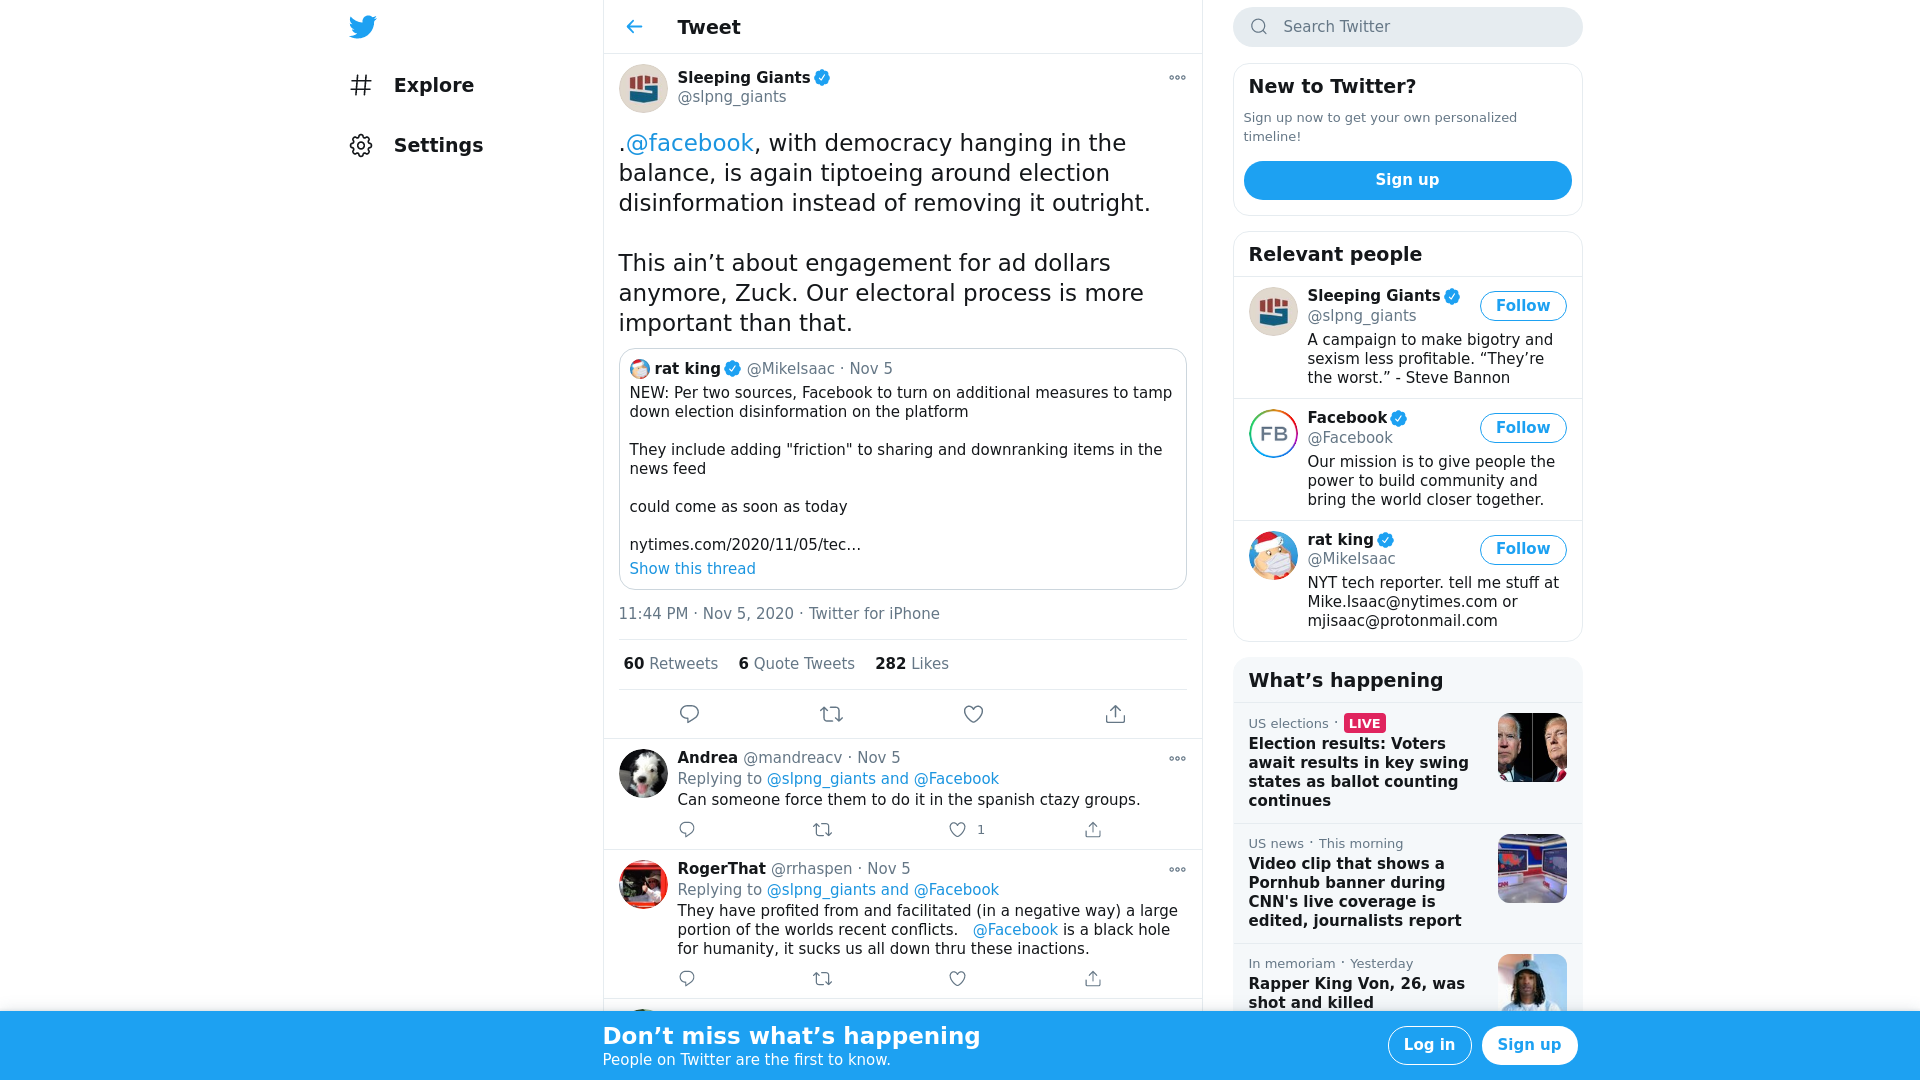 Explore
Settings
Tweet
Sleeping Giants
@slpng_giants
.@facebook, with democracy hanging in the
balance, is again tiptoeing around election
disinformation instead of removing it outright.
This ain’t about engagement for ad dollars
anymore, Zuck. Our electoral process is more
important than that.
rat king @MikeIsaac · Nov 5
NEW: Per two sources, Facebook to turn on additional measures to tamp
down election disinformation on the platform
They include adding "friction" to sharing and downranking items in the
news feed
could come as soon as today
nytimes.com/2020/11/05/tec…
Show this thread
11:44 PM · Nov 5, 2020 · Twitter for iPhone
60 Retweets 6 Quote Tweets 282 Likes
Andrea @mandreacv · Nov 5
Replying to @slpng_giants and @Facebook
Can someone force them to do it in the spanish ctazy groups.
1
RogerThat @rrhaspen · Nov 5
Replying to @slpng_giants and @Facebook
They have profited from and facilitated (in a negative way) a large
portion of the worlds recent conflicts. @Facebook is a black hole
for humanity, it sucks us all down thru these inactions.
Search Twitter
New to Twitter?
Sign up now to get your own personalized
timeline!
Sign up
Relevant people
Sleeping Giants
@slpng_giants
Follow
A campaign to make bigotry and
sexism less profitable. “They’re
the worst.” - Steve Bannon
FB
Facebook
@Facebook
Follow
Our mission is to give people the
power to build community and
bring the world closer together.
rat king
@MikeIsaac
Follow
NYT tech reporter. tell me stuff at
Mike.Isaac@nytimes.com or
mjisaac@protonmail.com
What’s happening
US elections · LIVE
Election results: Voters
await results in key swing
states as ballot counting
continues
US news · This morning
Video clip that shows a
Pornhub banner during
CNN's live coverage is
edited, journalists report
In memoriam · Yesterday
Rapper King Von, 26, was
shot and killed
Don’t miss what’s happening
People on Twitter are the first to know.
Log in
Sign up